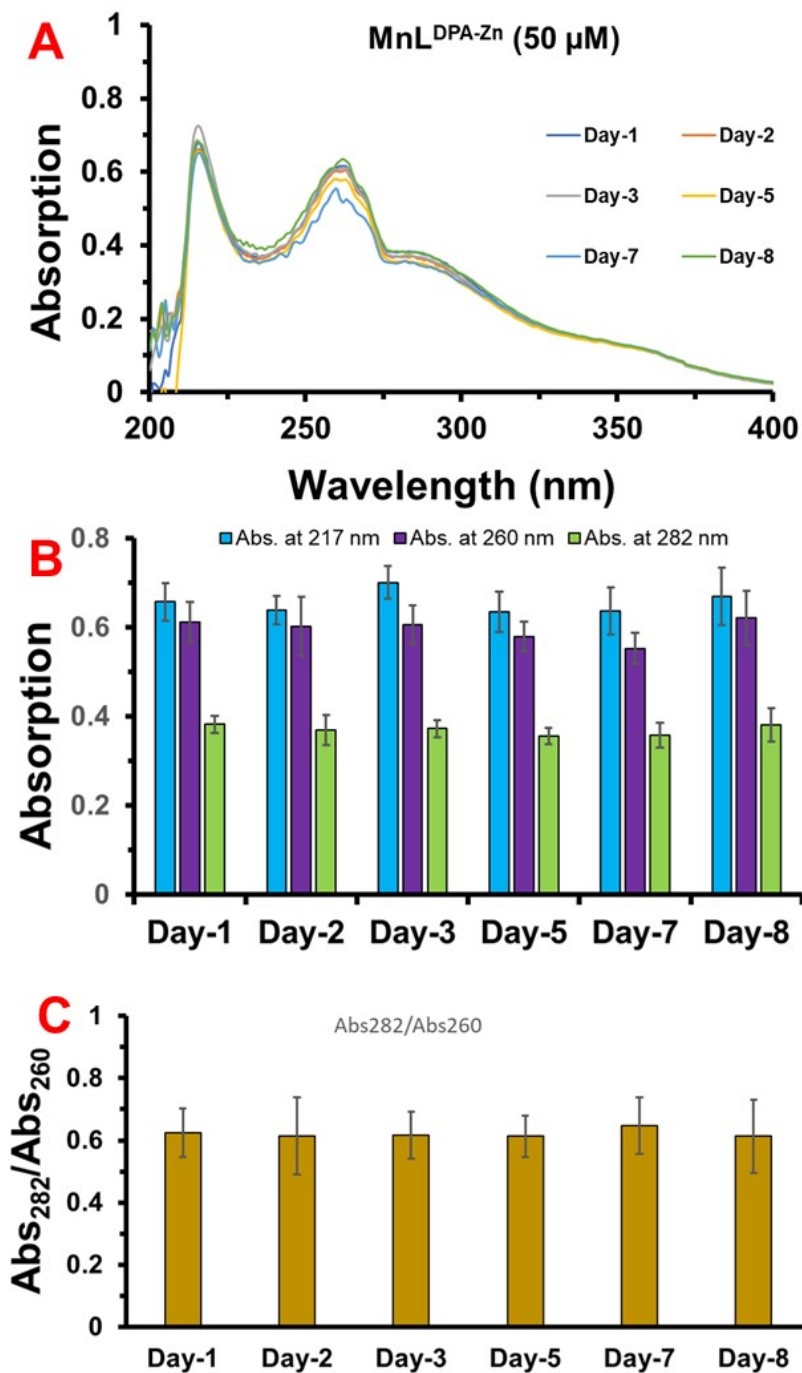 A
MnL^DPA-Zn (50 µM)
1
0.8
0.6
0.4
0.2
0
Absorption
Day-1 Day-2
Day-3 Day-5
Day-7 Day-8
200 250 300 350 400
Wavelength (nm)
B
Abs. at 217 nm Abs. at 260 nm Abs. at 282 nm
0.8
0.6
0.4
0.2
0
Absorption
Day-1 Day-2 Day-3 Day-5 Day-7 Day-8
C
Abs282/Abs260
1
0.8
0.6
0.4
0.2
0
Abs₂₈₂/Abs₂₆₀
Day-1 Day-2 Day-3 Day-5 Day-7 Day-8